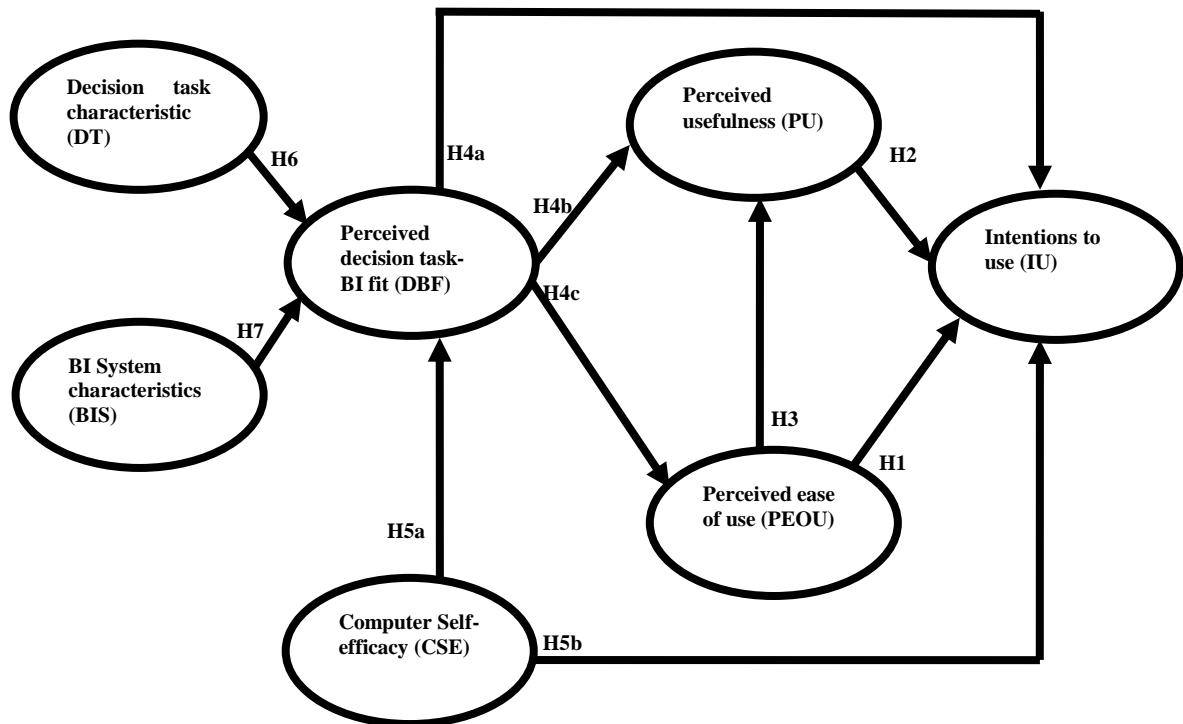 Decision task
characteristic
(DT)
H6
H4a
Perceived
usefulness (PU)
H2
H4b
Perceived
decision task-
BI fit (DBF)
Intentions to
use (IU)
H4c
H7
BI System
characteristics
(BIS)
H3
H1
Perceived ease
of use (PEOU)
H5a
Computer Self-
efficacy (CSE)
H5b